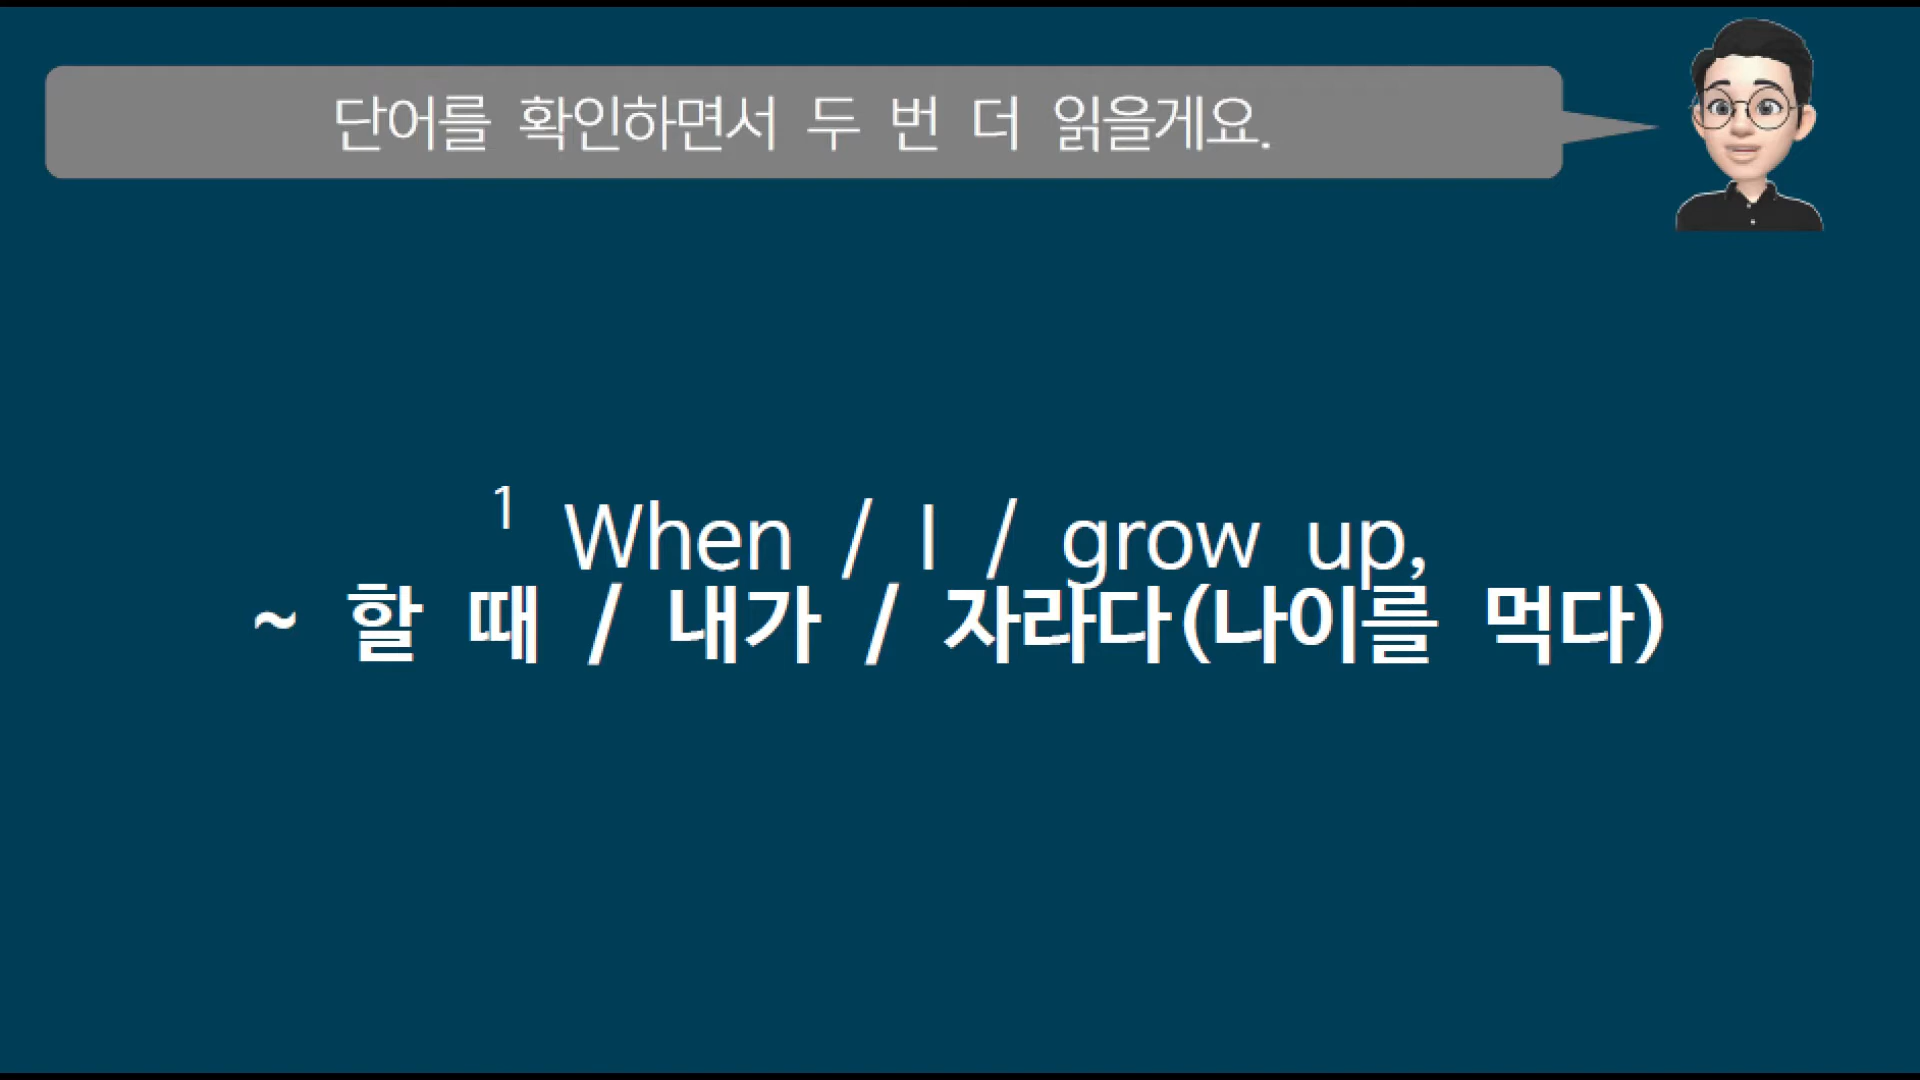 단어를 확인하면서 두 번 더 읽을게요.
1 When / I / grow up,
~ 할 때 / 내가 / 자라다(나이를 먹다)